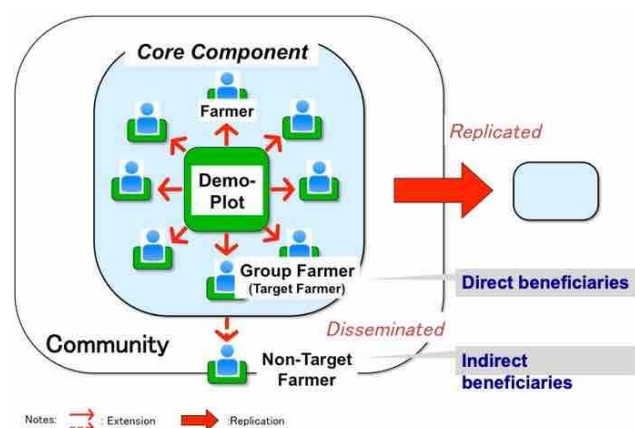 Core Component
Farmer
Replicated
Demo-
Plot
Group Farmer
(Target Farmer)
Direct beneficiaries
Disseminated
Community
Non-Target
Farmer
Indirect
beneficiaries
Notes: : Extension :Replication